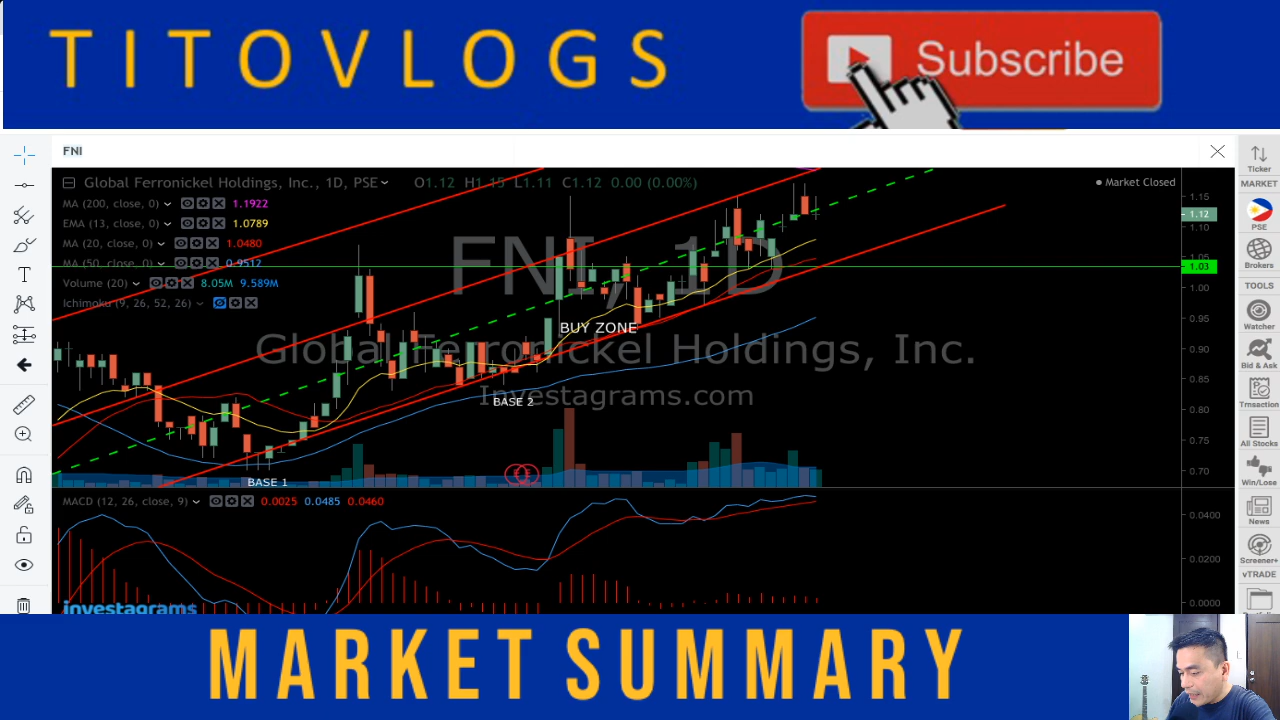 TITOVLOGS
Subscribe
FNI
Global Ferronickel Holdings, Inc., 1D, PSE O1.12 H1.15 L1.11 C1.12 0.00 (0.00%)
Market Closed
MA (200, close, 0) 1.1922
EMA (13, close, 0) 1.0789
MA (20, close, 0) 1.0480
MA (50, close, 0) 0.9512
Volume (20) 8.05M 9.589M
Ichimoku (9, 26, 52, 26)
FNI, 1D
Global Ferronickel Holdings, Inc.
Investagrams.com
BUY ZONE
BASE 2
BASE 1
E
1.15
1.12
1.10
1.05
1.03
1.00
0.95
0.90
0.85
0.80
0.75
0.70
MACD (12, 26, close, 9) 0.0025 0.0485 0.0460
0.0400
0.0200
0.0000
investagrams
Ticker
MARKET
PSE
Brokers
TOOLS
Watcher
Bid & Ask
Trnsaction
All Stocks
Win/Lose
News
Screener+
vTRADE
MARKET SUMMARY